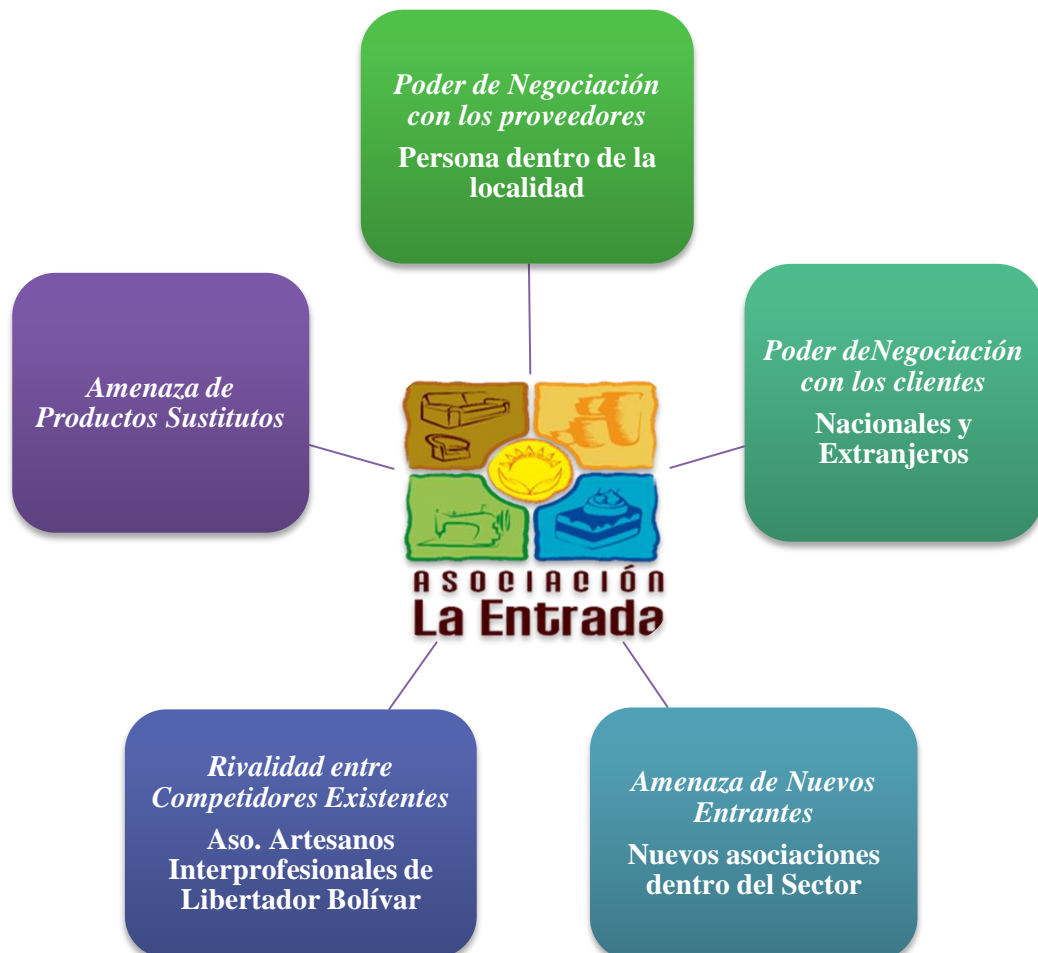 Poder de Negociación
con los proveedores
Persona dentro de la
localidad
Poder deNegociación
con los clientes
Nacionales y
Extranjeros
Amenaza de
Productos Sustitutos
ASOCIACIÓN
La Entrada
Rivalidad entre
Competidores Existentes
Aso. Artesanos
Interprofesionales de
Libertador Bolívar
Amenaza de Nuevos
Entrantes
Nuevos asociaciones
dentro del Sector